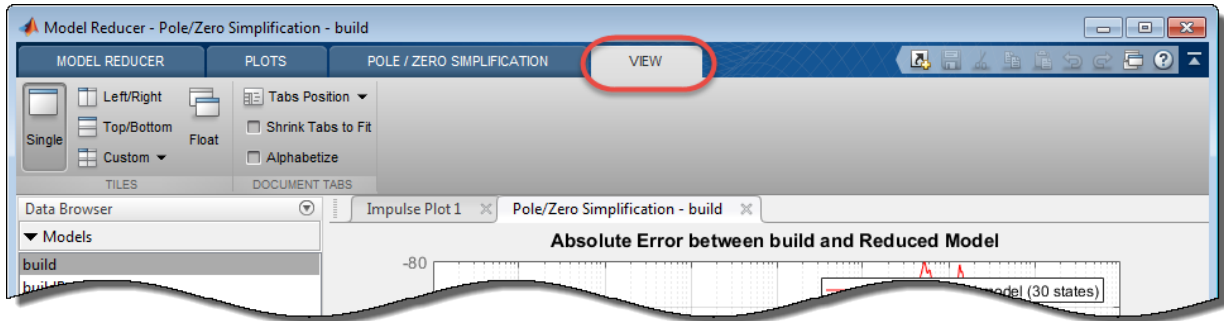 Model Reducer - Pole/Zero Simplification - build
MODEL REDUCER PLOTS POLE / ZERO SIMPLIFICATION VIEW
Single
Left/Right
Top/Bottom
Custom
Float
Tabs Position
Shrink Tabs to Fit
Alphabetize
TILES DOCUMENT TABS
Data Browser
Impulse Plot 1 Pole/Zero Simplification - build
Models
build
Absolute Error between build and Reduced Model
-80
(30 states)